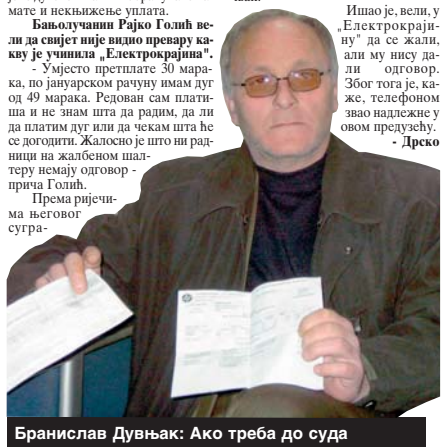 мате и некњижење уплата.
Бањолучанин Рајко Голић ве-
ли да свијет није видио превару ка-
кву је учинила „Електрокрајина".
- Умјесто претплате 30 мара-
ка, по јануарском рачуну имам дуг
од 49 марака. Редован сам плати-
ша и не знам шта да радим, да ли
да платим дуг или да чекам шта ће
се догодити. Жалосно је што ни рад-
ници на жалбеном шал-
теру немају одговор -
прича Голић.
Према ријечи-
ма његовог
сугра-
Ишао је, вели, у
„Електрокраји-
ну" да се жали,
али му нису да-
ли одговор.
Због тога је, ка-
же, телефоном
звао надлежне у
овом предузећу.
- Дрско
Бранислав Дувњак: Ако треба до суда